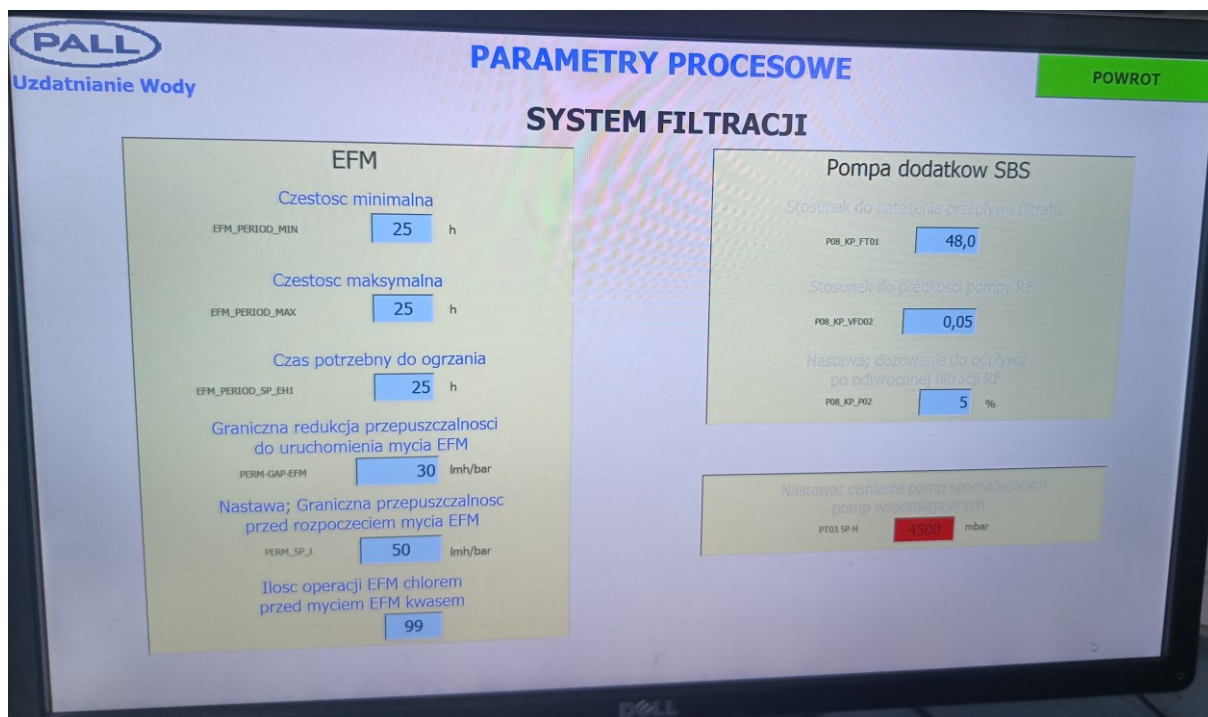 PALL
Uzdatnianie Wody
PARAMETRY PROCESOWE
POWROT
SYSTEM FILTRACJI
EFM
Czestosc minimalna
EFM_PERIOD_MIN 25 h
Czestosc maksymalna
EFM_PERIOD_MAX 25 h
Czas potrzebny do ogrzania
EFM_PERIOD_SP_EH1 25 h
Graniczna redukcja przepuszczalnosci
do uruchomienia mycia EFM
PERM-GAP-EFM 30 lmh/bar
Nastawa; Graniczna przepuszczalnosc
przed rozpoczeciem mycia EFM
PERM_SP_L 50 lmh/bar
Ilosc operacji EFM chlorem
przed myciem EFM kwasem
99
Pompa dodatkow SBS
Stosunek do natezenia przeplywu filtratu
P08_KP_FT01 48,0
Stosunek do predkosci pompy RF
P08_KP_VFD02 0,05
Nastawa; dozowanie do odplywu
po odwroconej filtracji RF
P08_KP_P02 5 %
Nastawa; cisnienie pomp spomagajacych
pomp wspomagajacych
PT03 SP H 4500 mbar
DELL